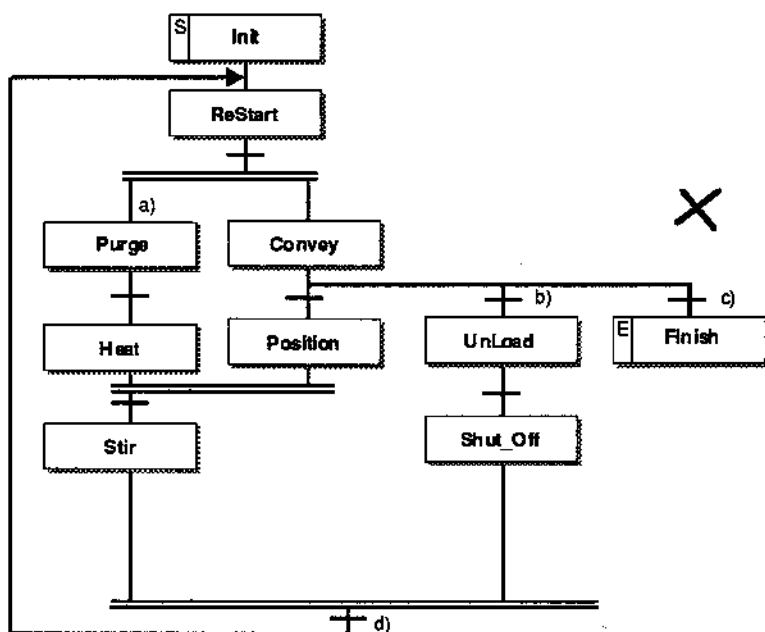 S
Init
ReStart
a)
Purge
Convey
b)
c)
Heat
Position
UnLoad
E
Finish
Stir
Shut_Off
d)